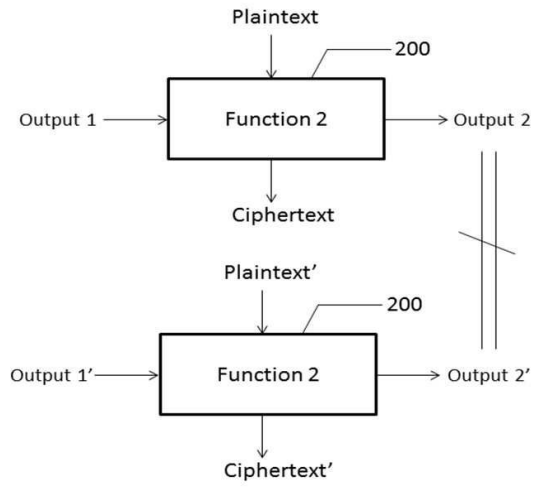 Plaintext
200
Output 1
Function 2
Output 2
Ciphertext
Plaintext’
200
Output 1’
Function 2
Output 2’
Ciphertext’